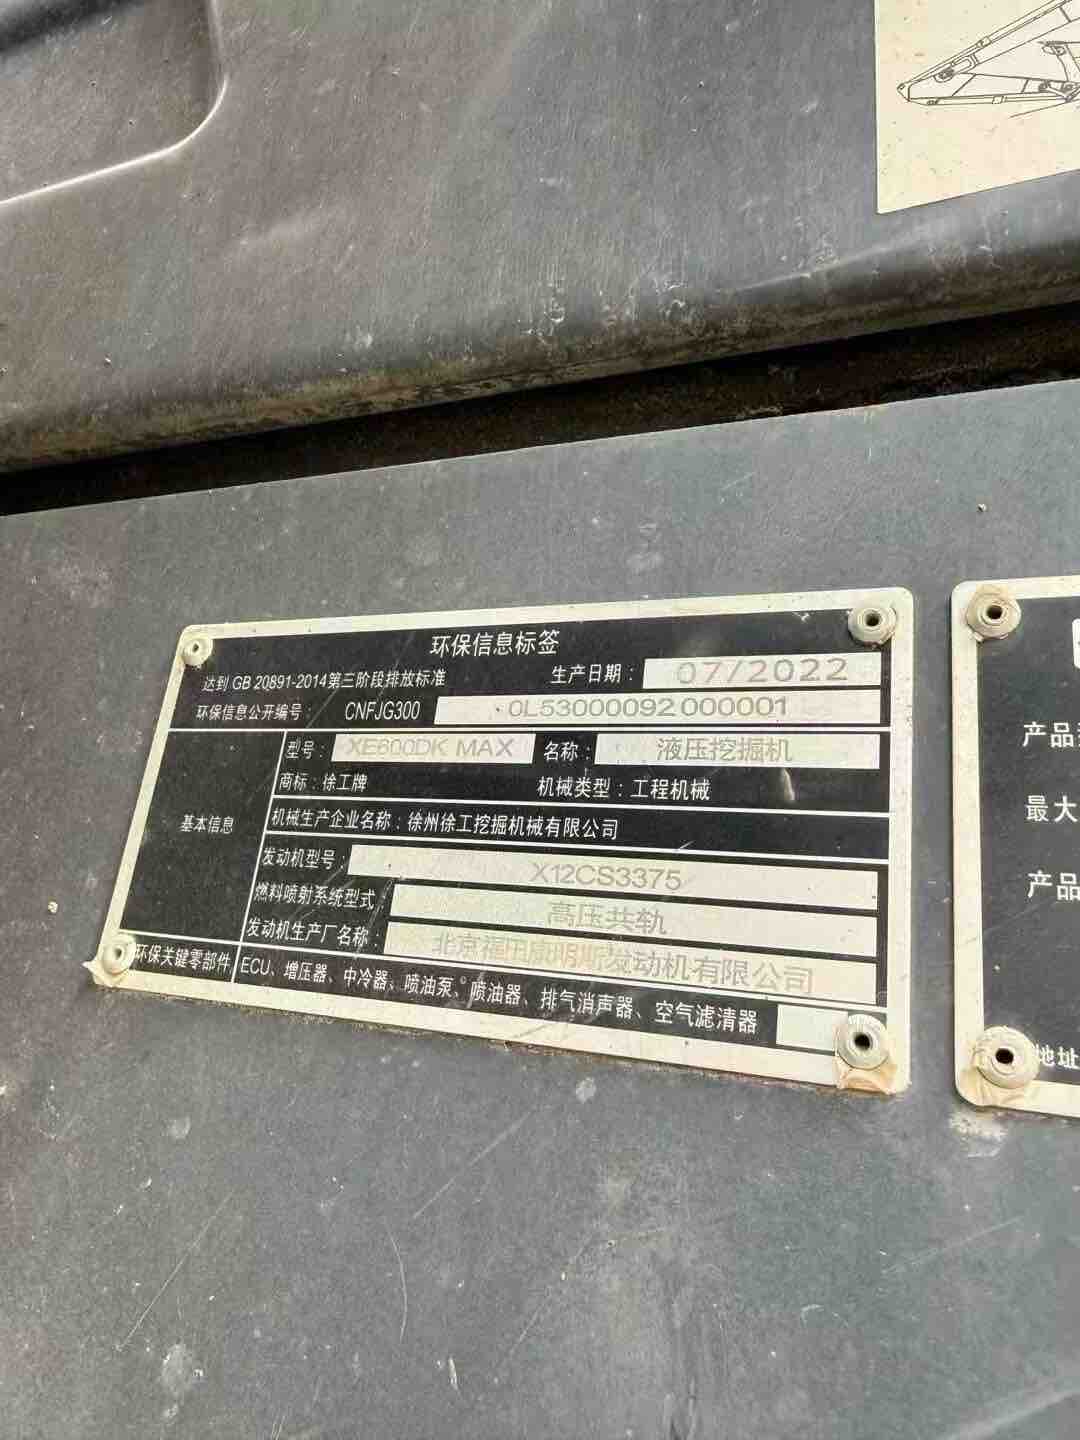 环保信息标签
达到 GB 20891-2014第三阶段排放标准
生产日期：07/2022
环保信息公开编号：CNFJG300 0L53000092 000001
基本信息
型号：XE600DK MAX 名称：液压挖掘机
商标：徐工牌 机械类型：工程机械
机械生产企业名称：徐州徐工挖掘机械有限公司
发动机型号：X12CS3375
燃料喷射系统型式：高压共轨
发动机生产厂名称：北京福田康明斯发动机有限公司
环保关键零部件 ECU、增压器、中冷器、喷油泵、喷油器、排气消声器、空气滤清器
产品
最大
产品
地址